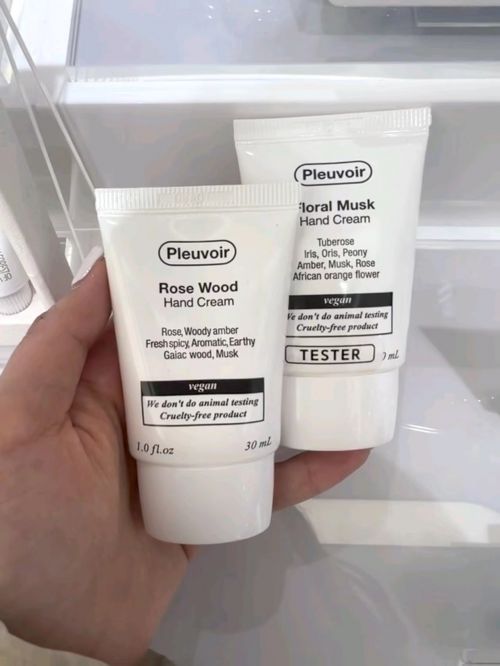 Pleuvoir
Rose Wood
Hand Cream
Rose, Woody amber
Fresh spicy, Aromatic, Earthy
Gaiac wood, Musk
vegan
We don't do animal testing
Cruelty-free product
1.0 fl.oz 30 mL
Pleuvoir
Floral Musk
Hand Cream
Tuberose
Iris, Oris, Peony
Amber, Musk, Rose
African orange flower
vegan
We don't do animal testing
Cruelty-free product
TESTER
mL